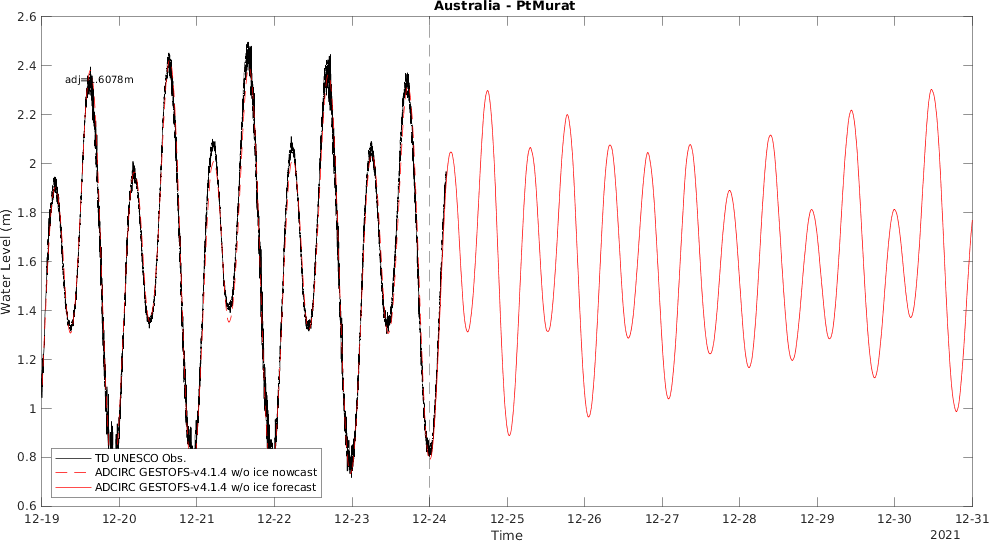 Australia - PtMurat
2.6
2.4
2.2
2
1.8
1.6
1.4
1.2
1
0.8
0.6
Water Level (m)
.6078m
TD UNESCO Obs.
ADCIRC GESTOFS-v4.1.4 w/o ice nowcast
ADCIRC GESTOFS-v4.1.4 w/o ice forecast
12-19 12-20 12-21 12-22 12-23 12-24 12-25 12-26 12-27 12-28 12-29 12-30 12-31
Time
2021